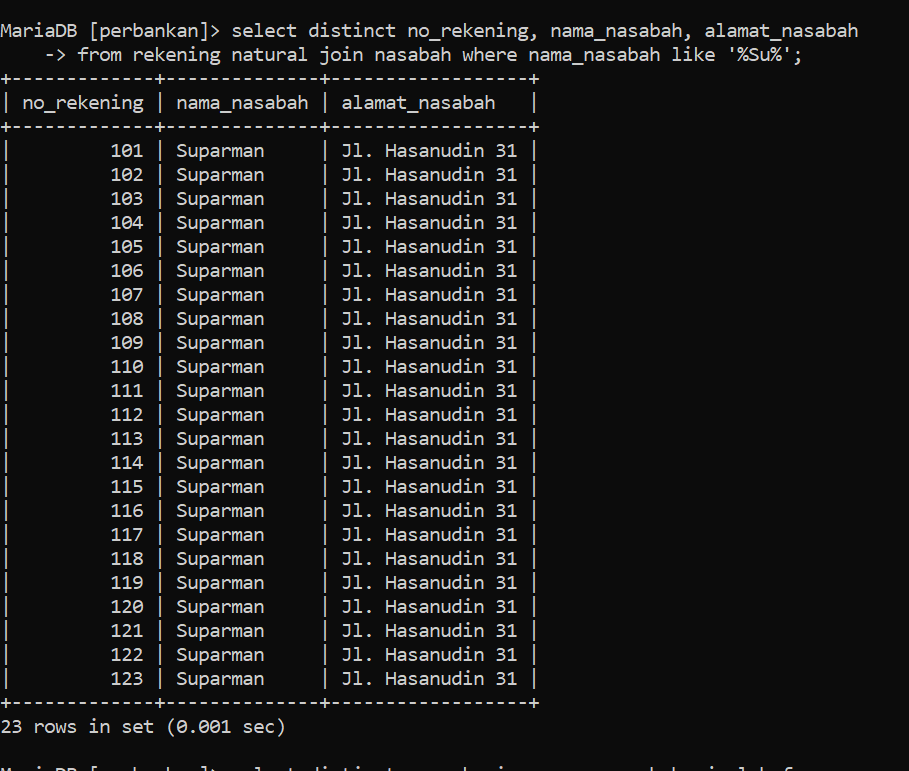 MariaDB [perbankan]> select distinct no_rekening, nama_nasabah, alamat_nasabah
    -> from rekening natural join nasabah where nama_nasabah like '%Su%';
+-------------+--------------+------------------+
| no_rekening | nama_nasabah | alamat_nasabah   |
+-------------+--------------+------------------+
|         101 | Suparman     | Jl. Hasanudin 31 |
|         102 | Suparman     | Jl. Hasanudin 31 |
|         103 | Suparman     | Jl. Hasanudin 31 |
|         104 | Suparman     | Jl. Hasanudin 31 |
|         105 | Suparman     | Jl. Hasanudin 31 |
|         106 | Suparman     | Jl. Hasanudin 31 |
|         107 | Suparman     | Jl. Hasanudin 31 |
|         108 | Suparman     | Jl. Hasanudin 31 |
|         109 | Suparman     | Jl. Hasanudin 31 |
|         110 | Suparman     | Jl. Hasanudin 31 |
|         111 | Suparman     | Jl. Hasanudin 31 |
|         112 | Suparman     | Jl. Hasanudin 31 |
|         113 | Suparman     | Jl. Hasanudin 31 |
|         114 | Suparman     | Jl. Hasanudin 31 |
|         115 | Suparman     | Jl. Hasanudin 31 |
|         116 | Suparman     | Jl. Hasanudin 31 |
|         117 | Suparman     | Jl. Hasanudin 31 |
|         118 | Suparman     | Jl. Hasanudin 31 |
|         119 | Suparman     | Jl. Hasanudin 31 |
|         120 | Suparman     | Jl. Hasanudin 31 |
|         121 | Suparman     | Jl. Hasanudin 31 |
|         122 | Suparman     | Jl. Hasanudin 31 |
|         123 | Suparman     | Jl. Hasanudin 31 |
+-------------+--------------+------------------+
23 rows in set (0.001 sec)